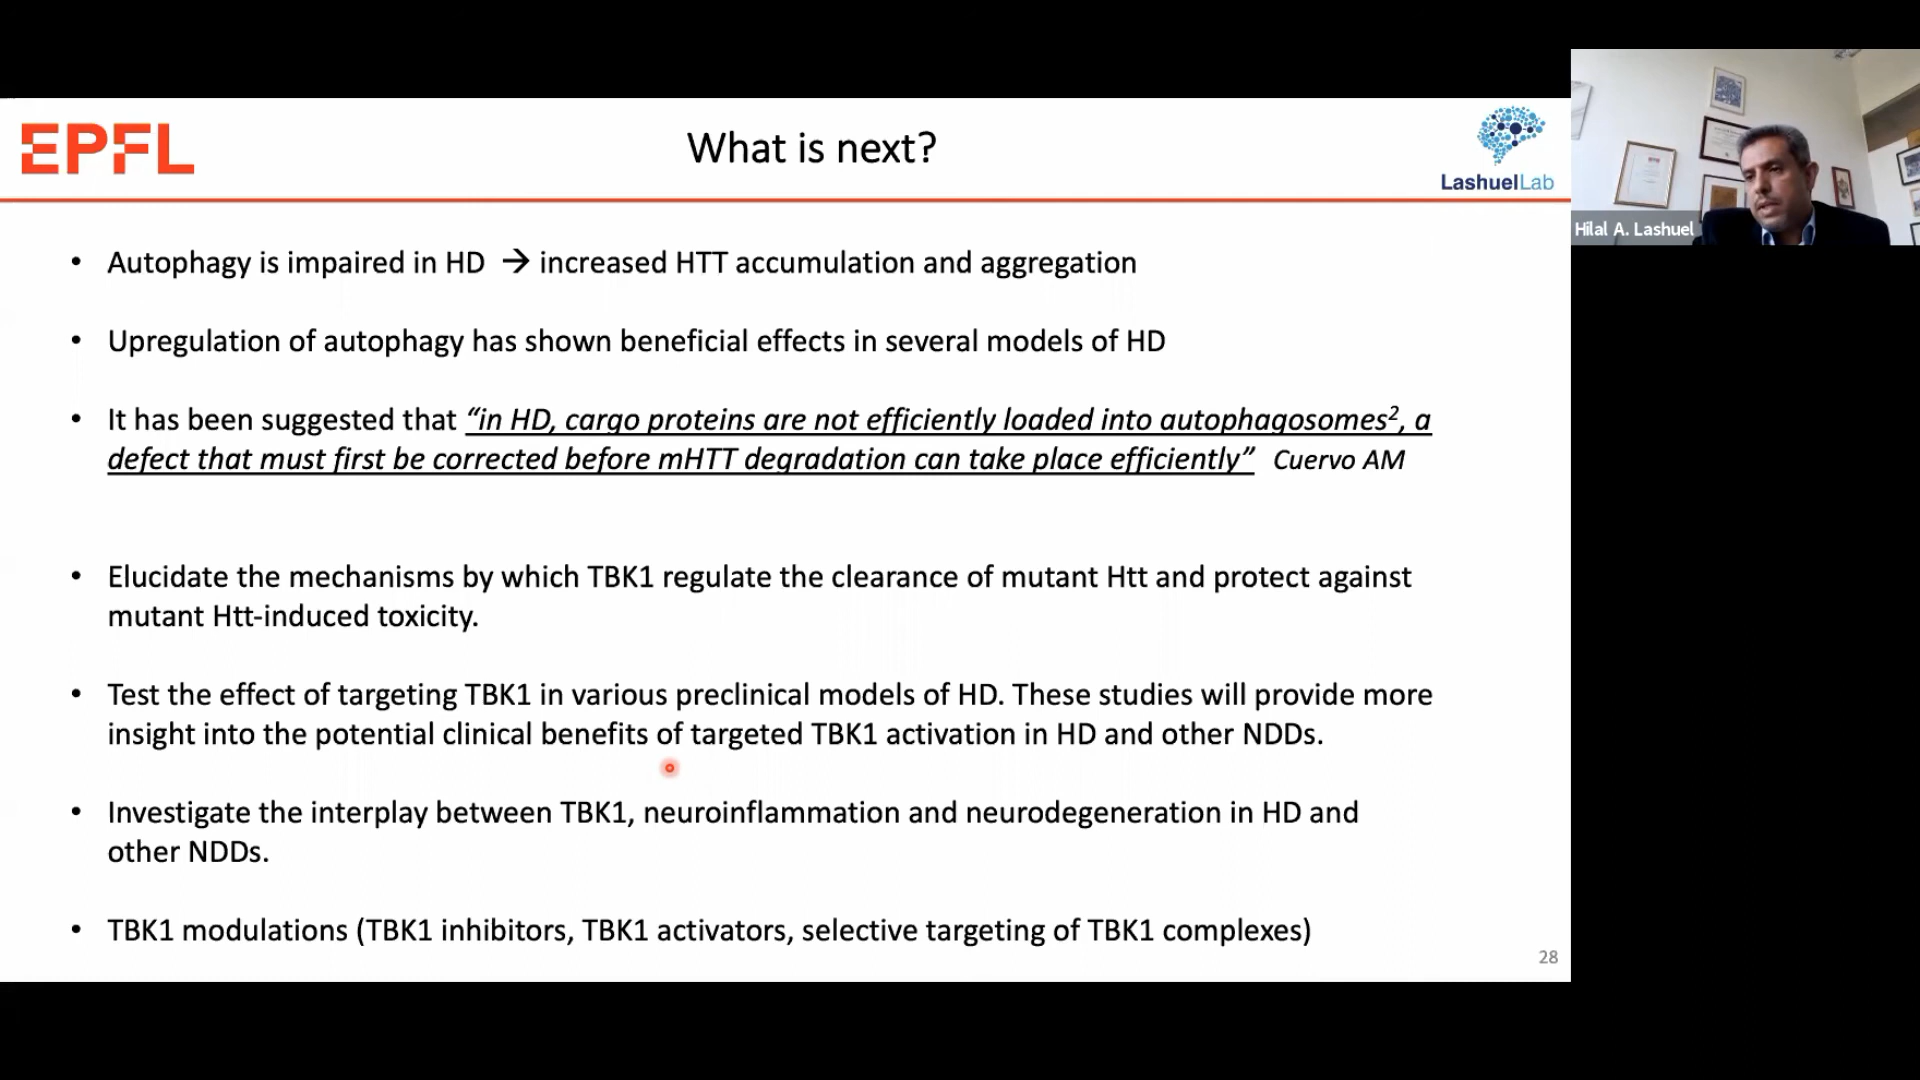 EPFL
What is next?
LashuelLab
Hilal A. Lashuel
• Autophagy is impaired in HD → increased HTT accumulation and aggregation
• Upregulation of autophagy has shown beneficial effects in several models of HD
• It has been suggested that “in HD, cargo proteins are not efficiently loaded into autophagosomes², a
defect that must first be corrected before mHTT degradation can take place efficiently” Cuervo AM
• Elucidate the mechanisms by which TBK1 regulate the clearance of mutant Htt and protect against
mutant Htt-induced toxicity.
• Test the effect of targeting TBK1 in various preclinical models of HD. These studies will provide more
insight into the potential clinical benefits of targeted TBK1 activation in HD and other NDDs.
• Investigate the interplay between TBK1, neuroinflammation and neurodegeneration in HD and
other NDDs.
• TBK1 modulations (TBK1 inhibitors, TBK1 activators, selective targeting of TBK1 complexes)
28